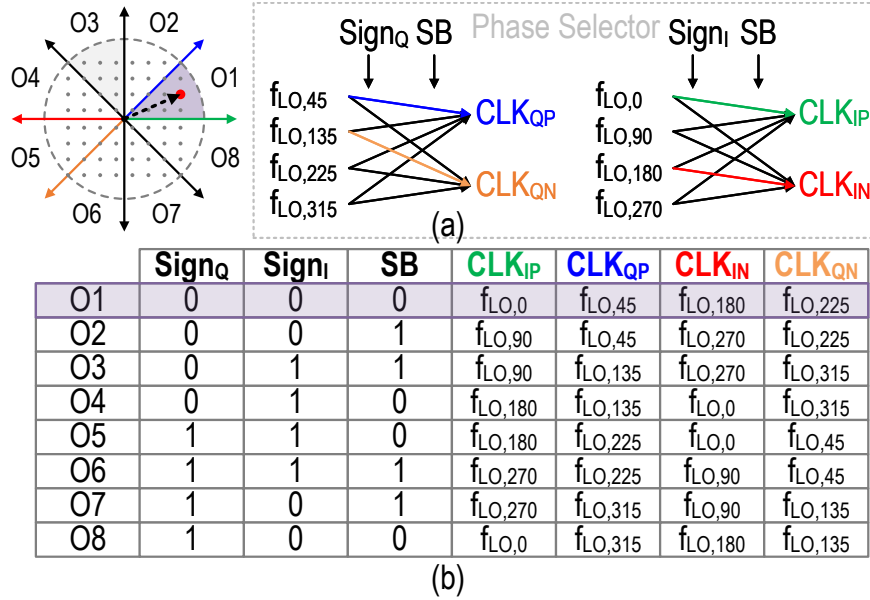 O3 O2
O4 O1
O5 O8
O6 O7
Phase Selector
Sign_Q SB
f_LO,45
f_LO,135
f_LO,225
f_LO,315
CLK_QP
CLK_QN
Sign_I SB
f_LO,0
f_LO,90
f_LO,180
f_LO,270
CLK_IP
CLK_IN
(a)
Sign_Q Sign_I SB CLK_IP CLK_QP CLK_IN CLK_QN
O1 0 0 0 f_LO,0 f_LO,45 f_LO,180 f_LO,225
O2 0 0 1 f_LO,90 f_LO,45 f_LO,270 f_LO,225
O3 0 1 1 f_LO,90 f_LO,135 f_LO,270 f_LO,315
O4 0 1 0 f_LO,180 f_LO,135 f_LO,0 f_LO,315
O5 1 1 0 f_LO,180 f_LO,225 f_LO,0 f_LO,45
O6 1 1 1 f_LO,270 f_LO,225 f_LO,90 f_LO,45
O7 1 0 1 f_LO,270 f_LO,315 f_LO,90 f_LO,135
O8 1 0 0 f_LO,0 f_LO,315 f_LO,180 f_LO,135
(b)